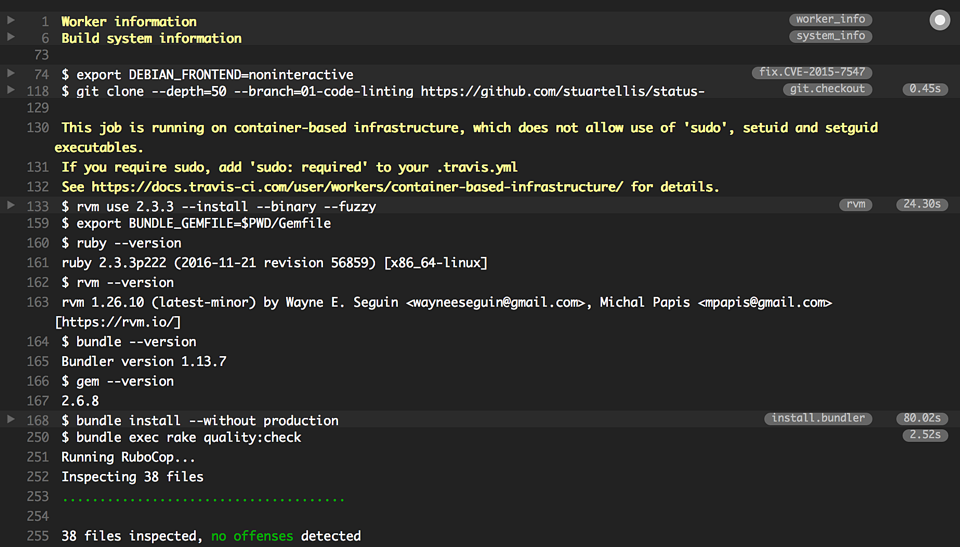 1 Worker information worker_info
6 Build system information system_info
73
74 $ export DEBIAN_FRONTEND=noninteractive fix.CVE-2015-7547
118 $ git clone --depth=50 --branch=01-code-linting https://github.com/stuartellis/status- git.checkout 0.45s
129
130 This job is running on container-based infrastructure, which does not allow use of 'sudo', setuid and setguid
executables.
131 If you require sudo, add 'sudo: required' to your .travis.yml
132 See https://docs.travis-ci.com/user/workers/container-based-infrastructure/ for details.
133 $ rvm use 2.3.3 --install --binary --fuzzy rvm 24.30s
159 $ export BUNDLE_GEMFILE=$PWD/Gemfile
160 $ ruby --version
161 ruby 2.3.3p222 (2016-11-21 revision 56859) [x86_64-linux]
162 $ rvm --version
163 rvm 1.26.10 (latest-minor) by Wayne E. Seguin <wayneeseguin@gmail.com>, Michal Papis <mpapis@gmail.com>
[https://rvm.io/]
164 $ bundle --version
165 Bundler version 1.13.7
166 $ gem --version
167 2.6.8
168 $ bundle install --without production install.bundler 80.02s
250 $ bundle exec rake quality:check 2.52s
251 Running RuboCop...
252 Inspecting 38 files
253 ......................................
254
255 38 files inspected, no offenses detected